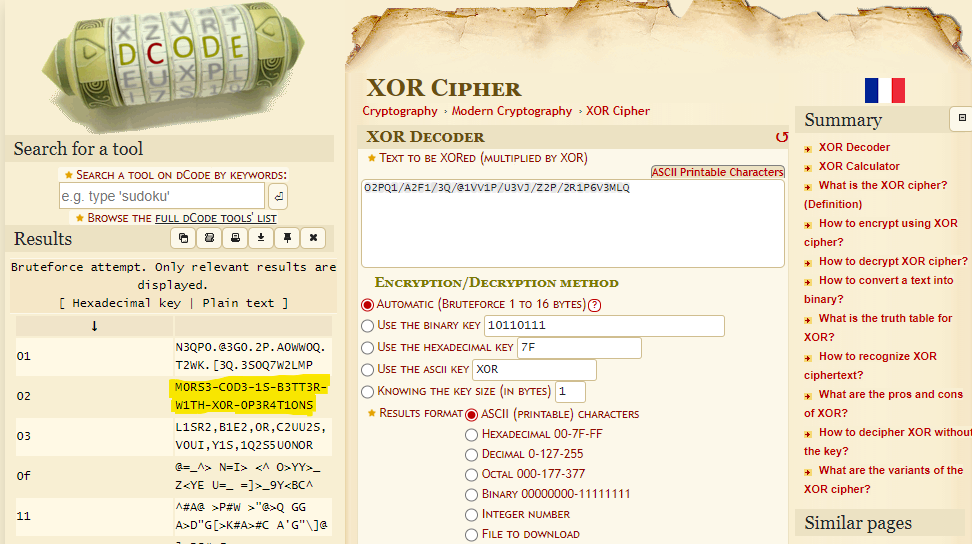 XZVRT
DCODE
EUXPL
Search for a tool
★ Search a tool on dCode by keywords:
e.g. type 'sudoku'
★ Browse the full dCode tools' list
Results
Bruteforce attempt. Only relevant results are
displayed.
[ Hexadecimal key | Plain text ]
↓
01 N3QP0.@3G0.2P.A0WW0Q.
T2WK.[3Q.3S0Q7W2LMP
02 M0RS3-C0D3-1S-B3TT3R-
W1TH-X0R-0P3R4T1ONS
03 L1SR2,B1E2,0R,C2UU2S,
V0UI,Y1S,1Q2S5U0NOR
0f @=_^> N=I> <^ O>YY>_
Z<YE U=_ =]>_9Y<BC^
11 ^#A@ >P#W >"@>Q GG
A>D"G[>K#A>#C A'G"\]@
XOR Cipher
Cryptography › Modern Cryptography › XOR Cipher
XOR Decoder
★ Text to be XORed (multiplied by XOR)
ASCII Printable Characters
O2PQ1/A2F1/3Q/@1VV1P/U3VJ/Z2P/2R1P6V3MLQ
Encryption/Decryption method
Automatic (Bruteforce 1 to 16 bytes) ?
Use the binary key 10110111
Use the hexadecimal key 7F
Use the ascii key XOR
Knowing the key size (in bytes) 1
★ Results format ASCII (printable) characters
Hexadecimal 00-7F-FF
Decimal 0-127-255
Octal 000-177-377
Binary 00000000-11111111
Integer number
File to download
Summary
XOR Decoder
XOR Calculator
What is the XOR cipher?
(Definition)
How to encrypt using XOR
cipher?
How to decrypt XOR cipher?
How to convert a text into
binary?
What is the truth table for
XOR?
How to recognize XOR
ciphertext?
What are the pros and cons
of XOR?
How to decipher XOR without
the key?
What are the variants of the
XOR cipher?
Similar pages